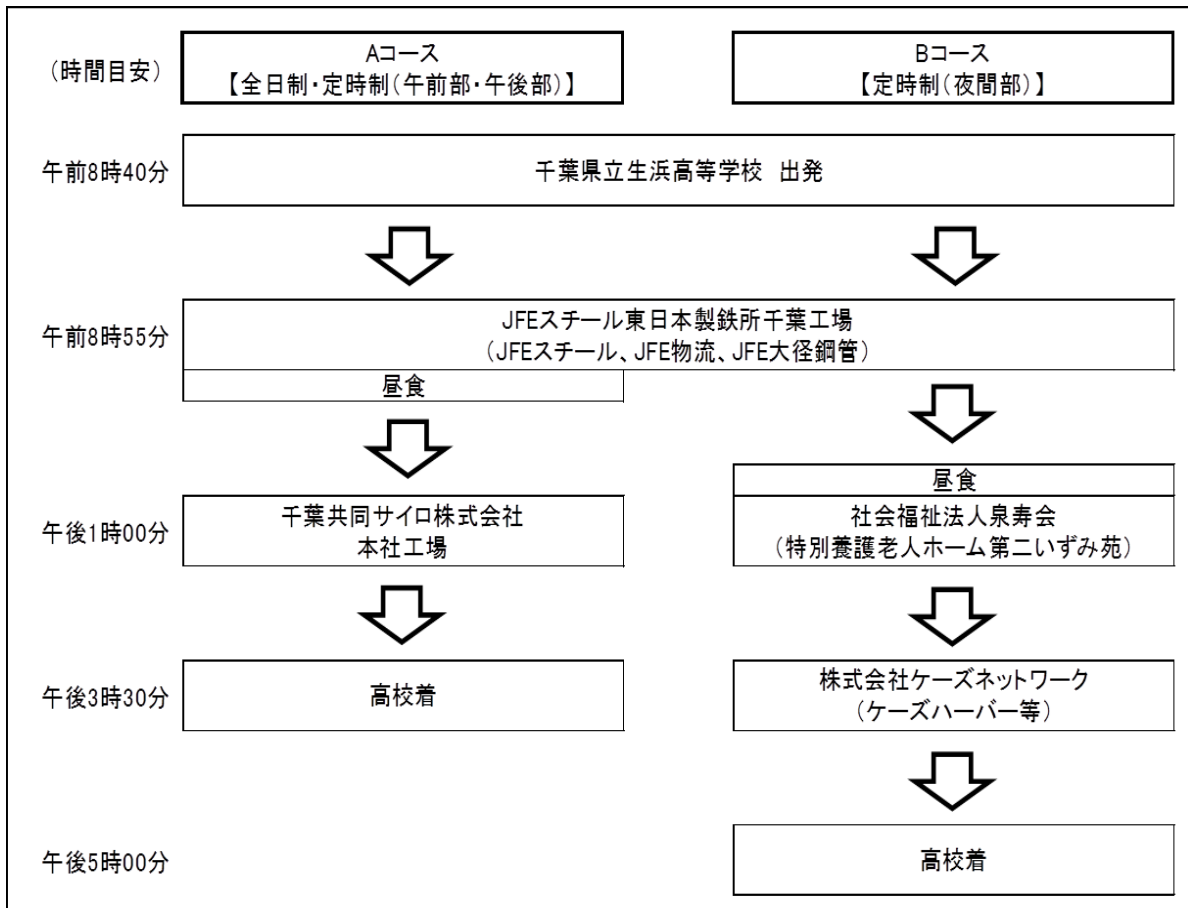 (時間目安)
Aコース
【全日制・定時制(午前部・午後部)】
Bコース
【定時制(夜間部)】
午前8時40分
千葉県立生浜高等学校　出発
午前8時55分
JFEスチール東日本製鉄所千葉工場
(JFEスチール、JFE物流、JFE大径鋼管)
昼食
昼食
午後1時00分
千葉共同サイロ株式会社
本社工場
社会福祉法人泉寿会
(特別養護老人ホーム第二いずみ苑)
午後3時30分
高校着
株式会社ケーズネットワーク
(ケーズハーバー等)
午後5時00分
高校着